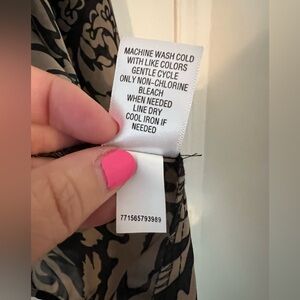 MACHINE WASH COLD
WITH LIKE COLORS
GENTLE CYCLE
ONLY NON-CHLORINE
BLEACH
WHEN NEEDED
LINE DRY
COOL IRON IF
NEEDED
771565793989